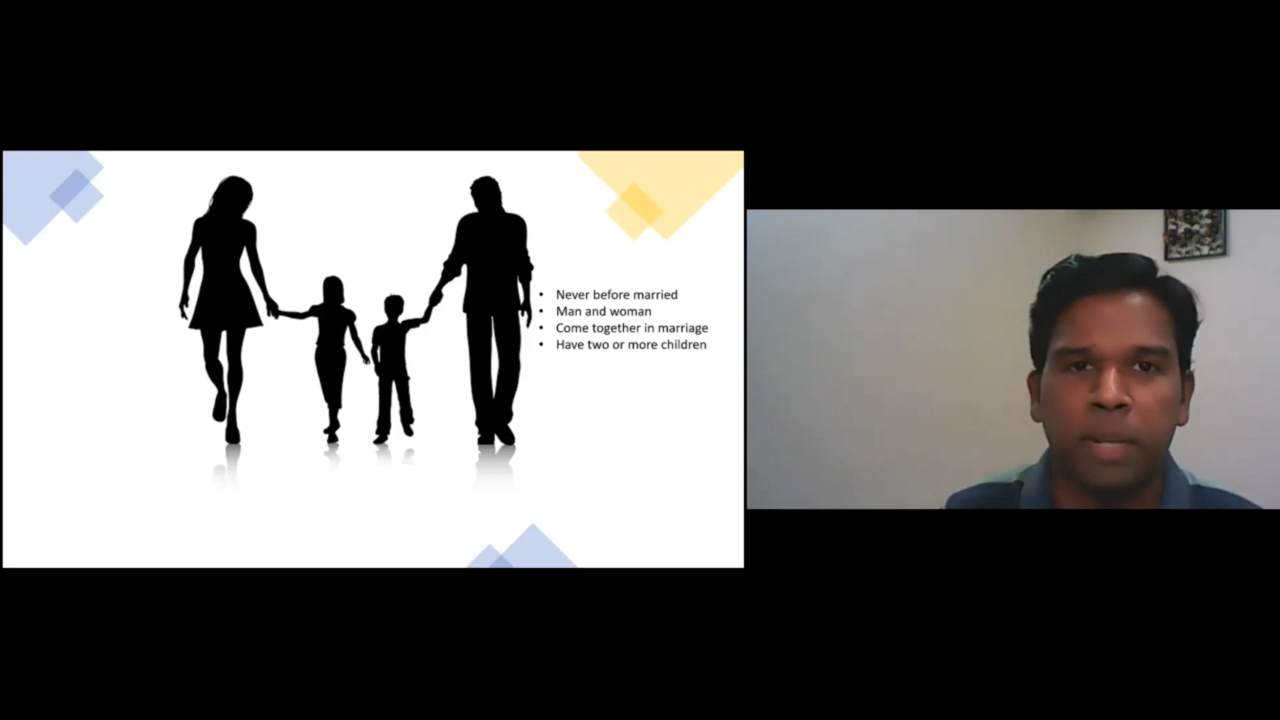 • Never before married
• Man and woman
• Come together in marriage
• Have two or more children